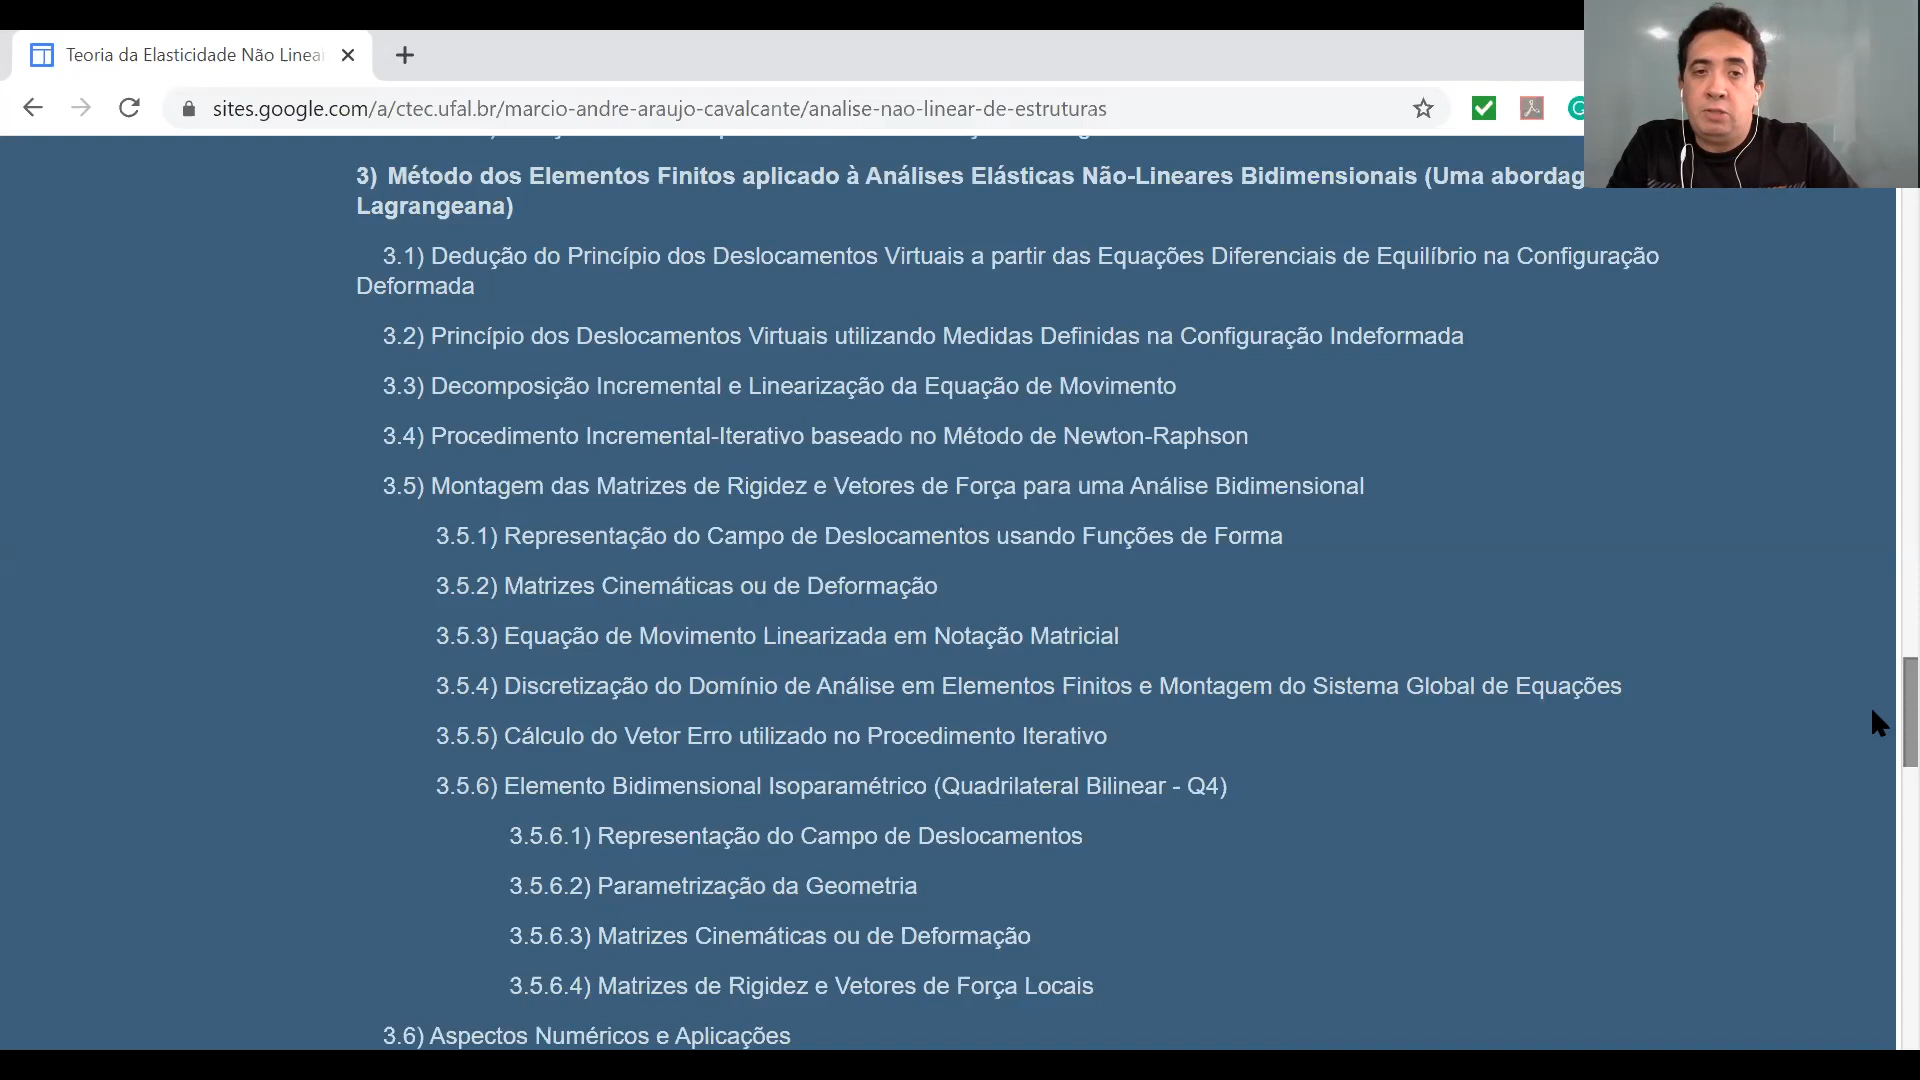 Teoria da Elasticidade Não Linea
sites.google.com/a/ctec.ufal.br/marcio-andre-araujo-cavalcante/analise-nao-linear-de-estruturas
3) Método dos Elementos Finitos aplicado à Análises Elásticas Não-Lineares Bidimensionais (Uma abordag
Lagrangeana)
3.1) Dedução do Princípio dos Deslocamentos Virtuais a partir das Equações Diferenciais de Equilíbrio na Configuração
Deformada
3.2) Princípio dos Deslocamentos Virtuais utilizando Medidas Definidas na Configuração Indeformada
3.3) Decomposição Incremental e Linearização da Equação de Movimento
3.4) Procedimento Incremental-Iterativo baseado no Método de Newton-Raphson
3.5) Montagem das Matrizes de Rigidez e Vetores de Força para uma Análise Bidimensional
3.5.1) Representação do Campo de Deslocamentos usando Funções de Forma
3.5.2) Matrizes Cinemáticas ou de Deformação
3.5.3) Equação de Movimento Linearizada em Notação Matricial
3.5.4) Discretização do Domínio de Análise em Elementos Finitos e Montagem do Sistema Global de Equações
3.5.5) Cálculo do Vetor Erro utilizado no Procedimento Iterativo
3.5.6) Elemento Bidimensional Isoparamétrico (Quadrilateral Bilinear - Q4)
3.5.6.1) Representação do Campo de Deslocamentos
3.5.6.2) Parametrização da Geometria
3.5.6.3) Matrizes Cinemáticas ou de Deformação
3.5.6.4) Matrizes de Rigidez e Vetores de Força Locais
3.6) Aspectos Numéricos e Aplicações